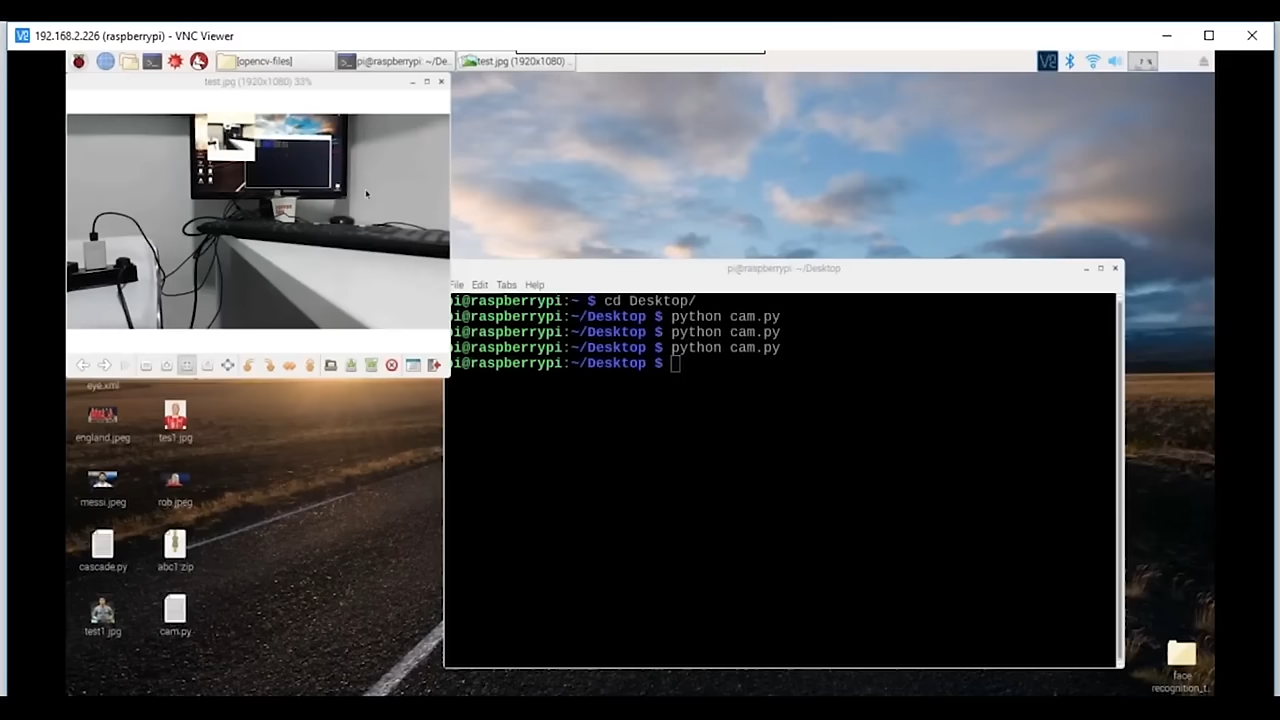 192.168.2.226 (raspberrypi) - VNC Viewer
[opencv-files]
pi@raspberrypi: ~/De...
test.jpg (1920x1080) ...
test.jpg (1920x1080) 33%
pi@raspberrypi: ~/Desktop
File Edit Tabs Help
pi@raspberrypi:~ $ cd Desktop/
pi@raspberrypi:~/Desktop $ python cam.py
pi@raspberrypi:~/Desktop $ python cam.py
pi@raspberrypi:~/Desktop $ python cam.py
pi@raspberrypi:~/Desktop $
eye.xml
england.jpeg
tes1.jpg
messi.jpeg
rob.jpeg
cascade.py
abc1.zip
test1.jpg
cam.py
face
recognition_t...